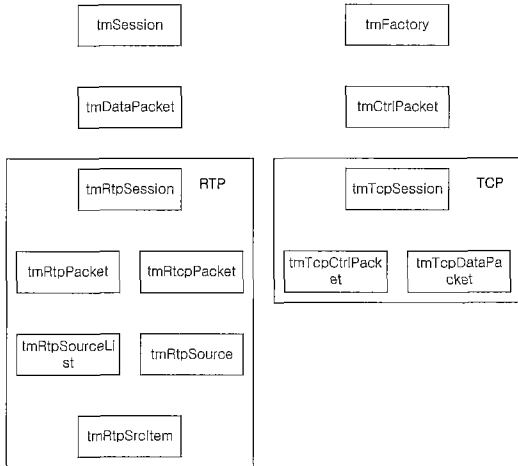 tmSession
tmFactory
tmDataPacket
tmCtrlPacket
tmRtpSession
RTP
tmTcpSession
TCP
tmRtpPacket
tmRtcpPacket
tmTcpCtrlPack
et
tmTcpDataPa
cket
tmRtpSourceLi
st
tmRtpSource
tmRtpSrcItem